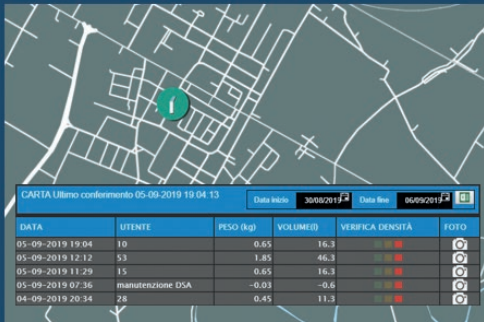 CARTA Ultimo conferimento 05-09-2019 19:04:13 Data inizio 30/08/2019 Data fine 06/09/2019
DATA UTENTE PESO (kg) VOLUME(l) VERIFICA DENSITÀ FOTO
05-09-2019 19:04 10 0.65 16.3
05-09-2019 12:12 53 1.85 46.3
05-09-2019 11:29 15 0.65 16.3
05-09-2019 07:36 manutenzione DSA -0.03 -0.6
04-09-2019 20:34 28 0.45 11.3